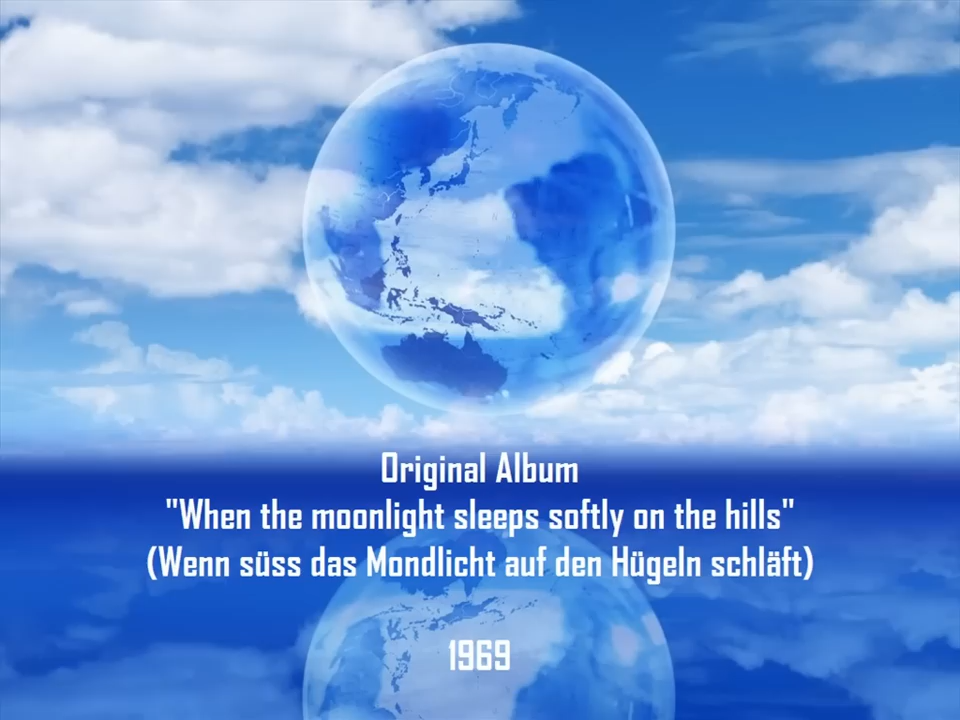 Original Album
"When the moonlight sleeps softly on the hills"
(Wenn süss das Mondlicht auf den Hügeln schläft)
1969